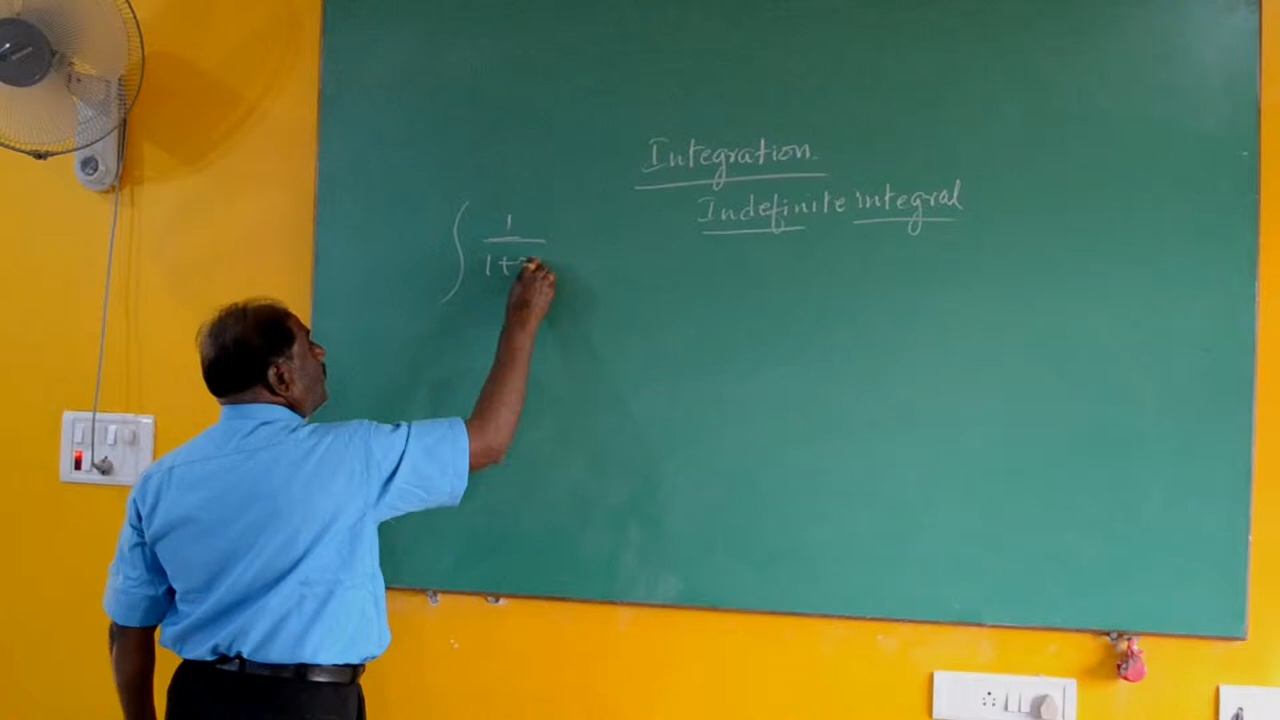 Integration
Indefinite integral
∫ 1
1+